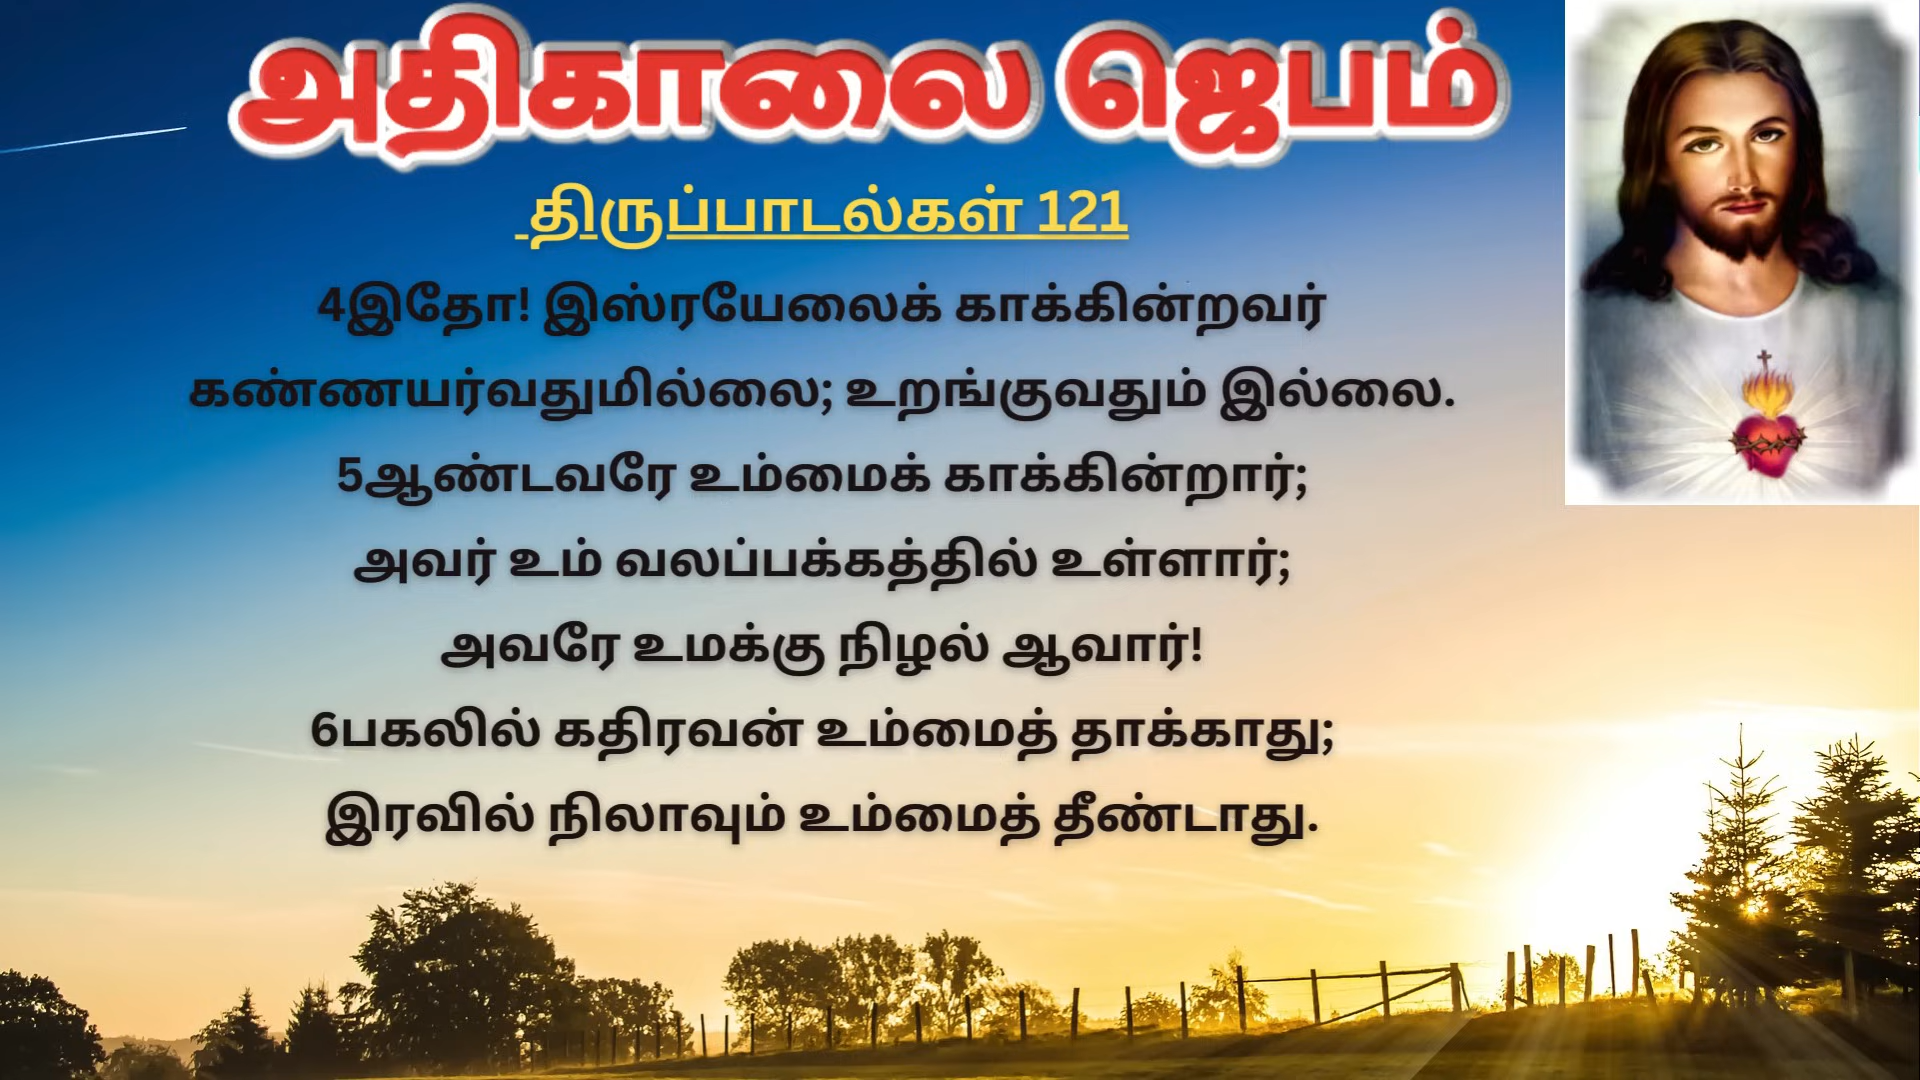 அதிகாலை ஜெபம்
திருப்பாடல்கள் 121
4இதோ! இஸ்ரயேலைக் காக்கின்றவர்
கண்ணயர்வதுமில்லை; உறங்குவதும் இல்லை.
5ஆண்டவரே உம்மைக் காக்கின்றார்;
அவர் உம் வலப்பக்கத்தில் உள்ளார்;
அவரே உமக்கு நிழல் ஆவார்!
6பகலில் கதிரவன் உம்மைத் தாக்காது;
இரவில் நிலாவும் உம்மைத் தீண்டாது.